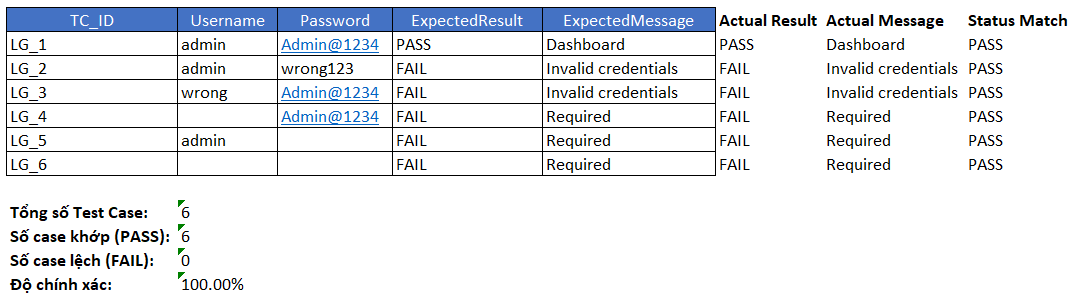 TC_ID Username Password ExpectedResult ExpectedMessage Actual Result Actual Message Status Match
LG_1 admin Admin@1234 PASS Dashboard PASS Dashboard PASS
LG_2 admin wrong123 FAIL Invalid credentials FAIL Invalid credentials PASS
LG_3 wrong Admin@1234 FAIL Invalid credentials FAIL Invalid credentials PASS
LG_4 Admin@1234 FAIL Required FAIL Required PASS
LG_5 admin FAIL Required FAIL Required PASS
LG_6 FAIL Required FAIL Required PASS
Tổng số Test Case: 6
Số case khớp (PASS): 6
Số case lệch (FAIL): 0
Độ chính xác: 100.00%